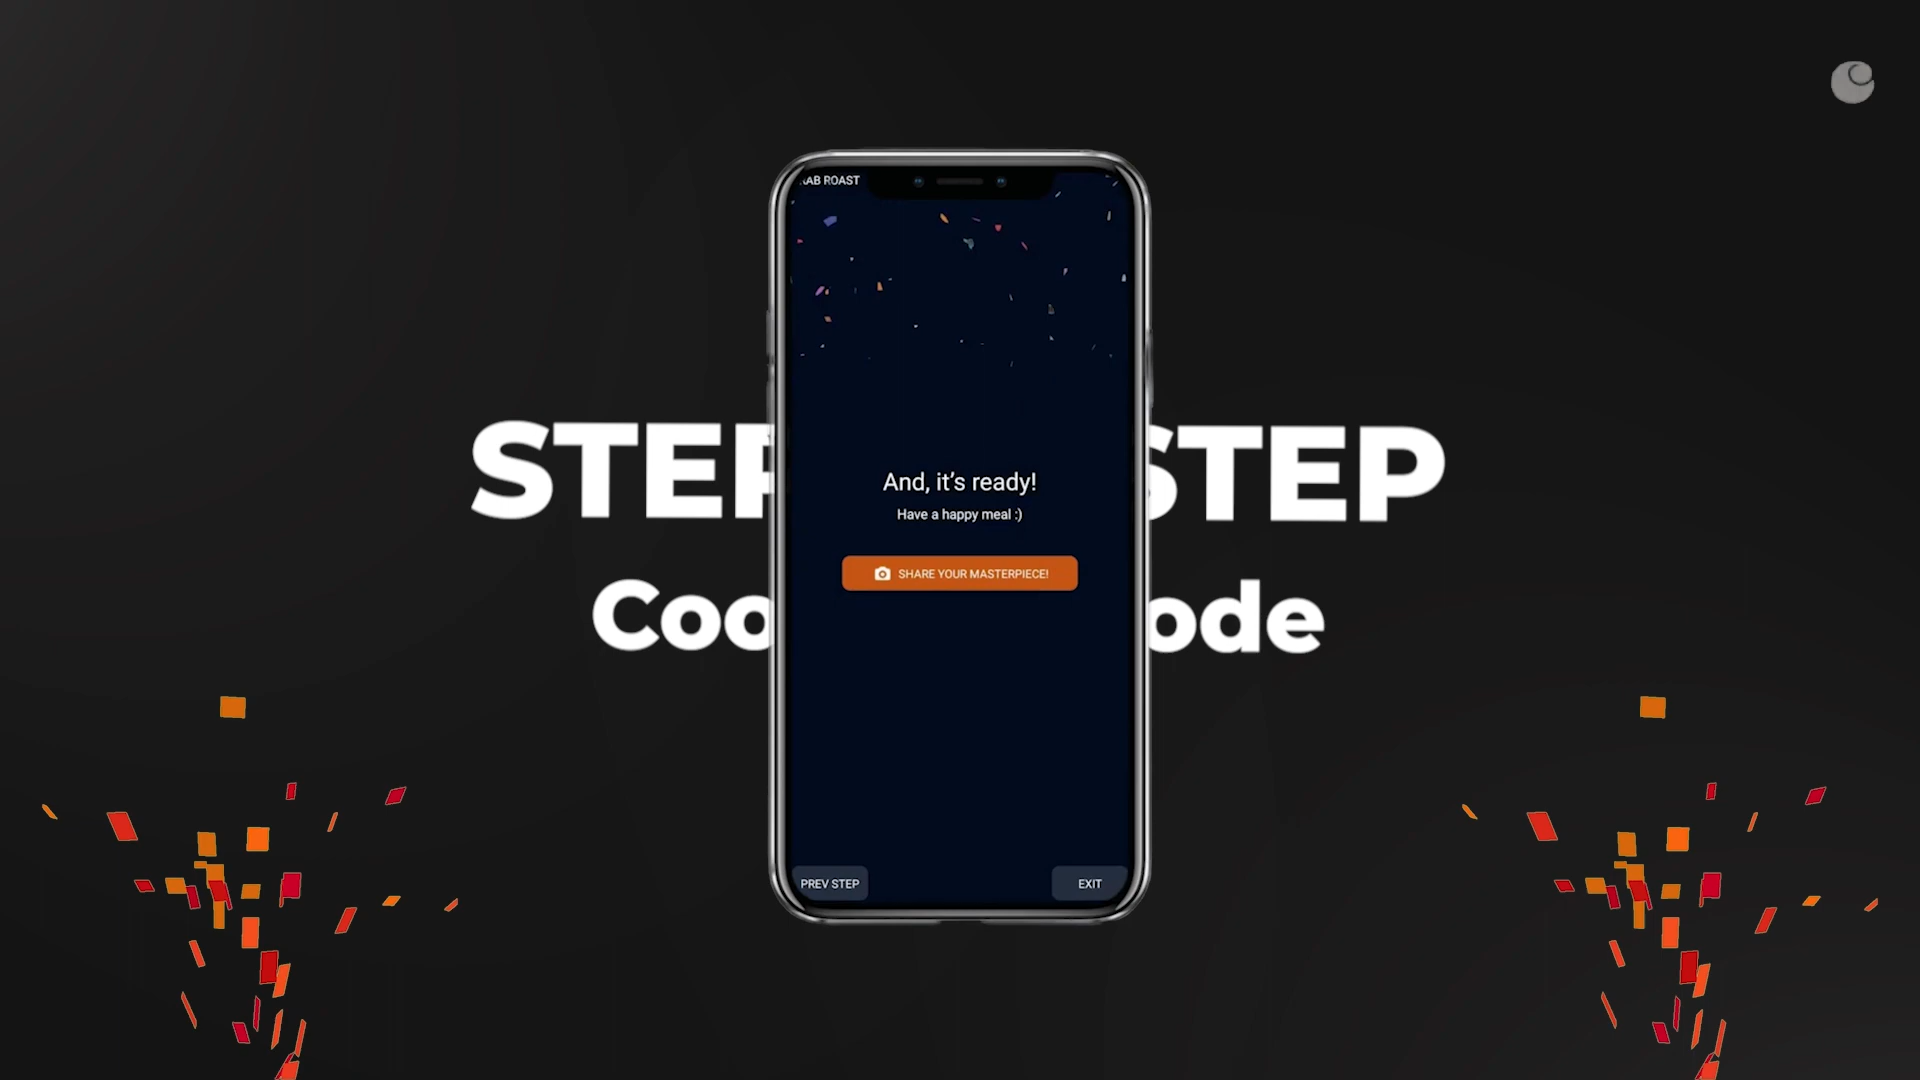 AB ROAST
STEP STEP
And, it's ready!
Have a happy meal :)
SHARE YOUR MASTERPIECE!
Coo ode
PREV STEP
EXIT